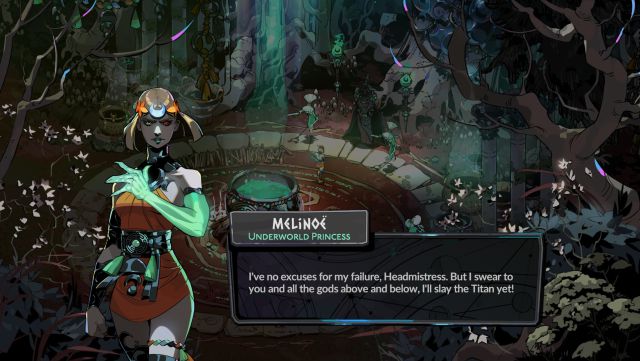 MELINOË
UNDERWORLD PRINCESS
I've no excuses for my failure, Headmistress. But I swear to
you and all the gods above and below, I'll slay the Titan yet!